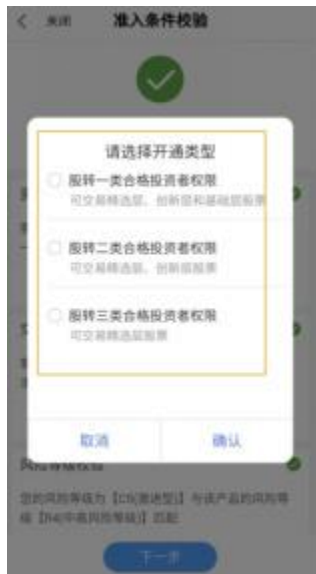 关闭 准入条件校验
请选择开通类型
股转一类合格投资者权限
可交易精选层、创新层和基础层股票
股转二类合格投资者权限
可交易精选层、创新层股票
股转三类合格投资者权限
可交易精选层股票
取消 确认
风险等级校验
您的风险等级为【C5(激进型)】与该产品的风险等
级【R4(中高风险等级)】匹配
下一步